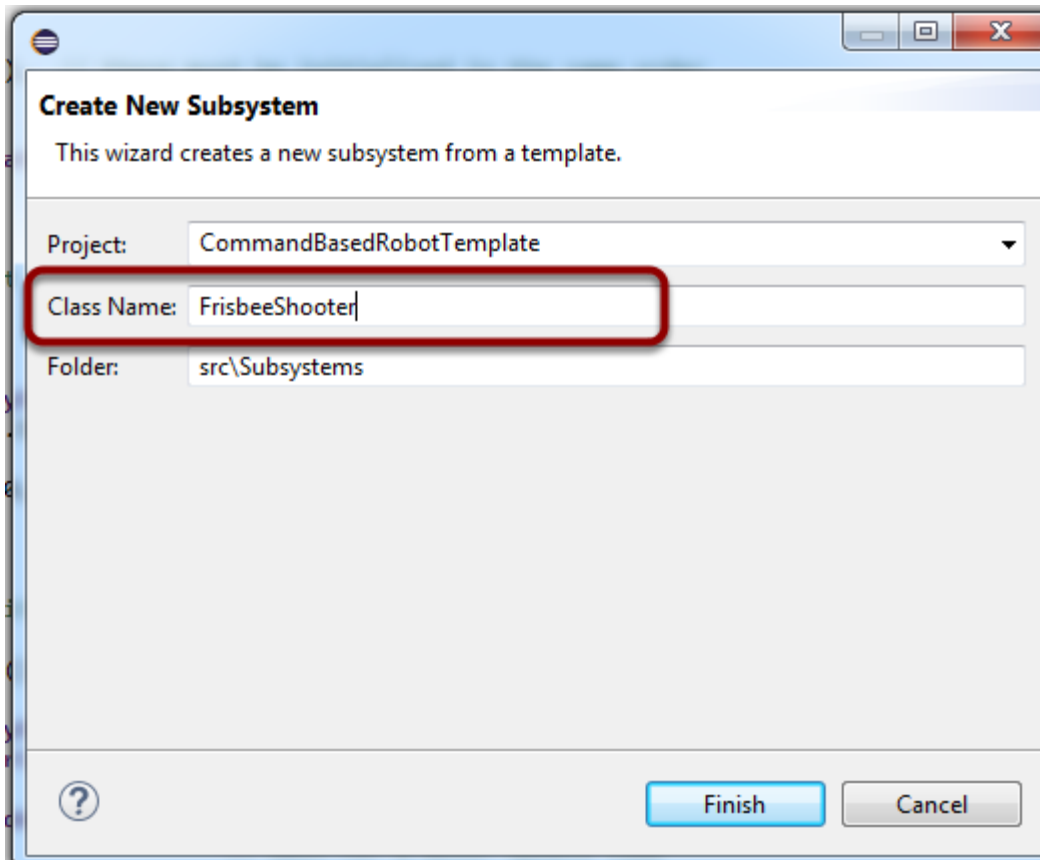 Create New Subsystem
This wizard creates a new subsystem from a template.
Project: CommandBasedRobotTemplate
Class Name: FrisbeeShooter
Folder: src\Subsystems
? Finish Cancel